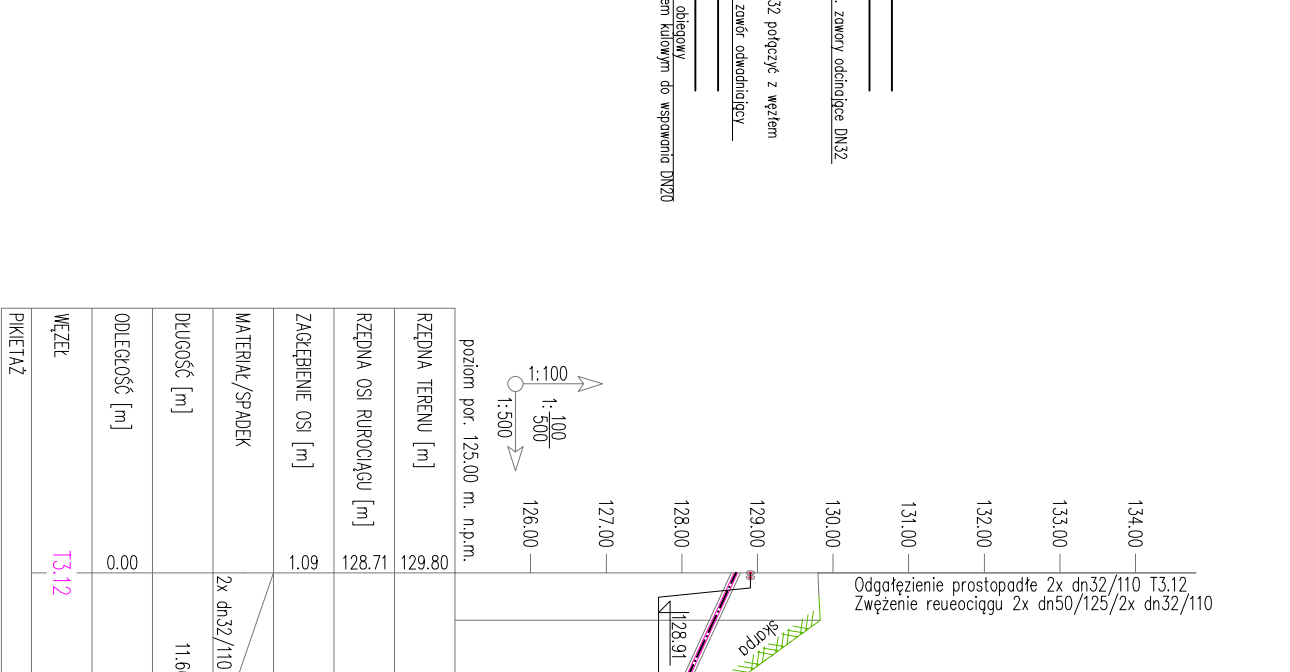 obiegowy
em kulowym do wspawania DN20
zawór odwadniający
32 połączyć z węzłem
. zawory odcinające DN32
1:100
1:500
1: 100
500
poziom por. 125.00 m. n.p.m.
126.00
127.00
128.00
129.00
130.00
131.00
132.00
133.00
134.00
RZĘDNA TERENU [m]
129.80
RZĘDNA OSI RUROCIĄGU [m]
128.71
ZAGŁĘBIENIE OSI [m]
1.09
MATERIAŁ/SPADEK
2x dn32/110
DŁUGOŚĆ [m]
ODLEGŁOŚĆ [m]
0.00
WĘZEŁ
T3.12
PIKIETAŻ
Odgałęzienie prostopadłe 2x dn32/110 T3.12
Zwężenie reueociągu 2x dn50/125/2x dn32/110
skarpa
128.91